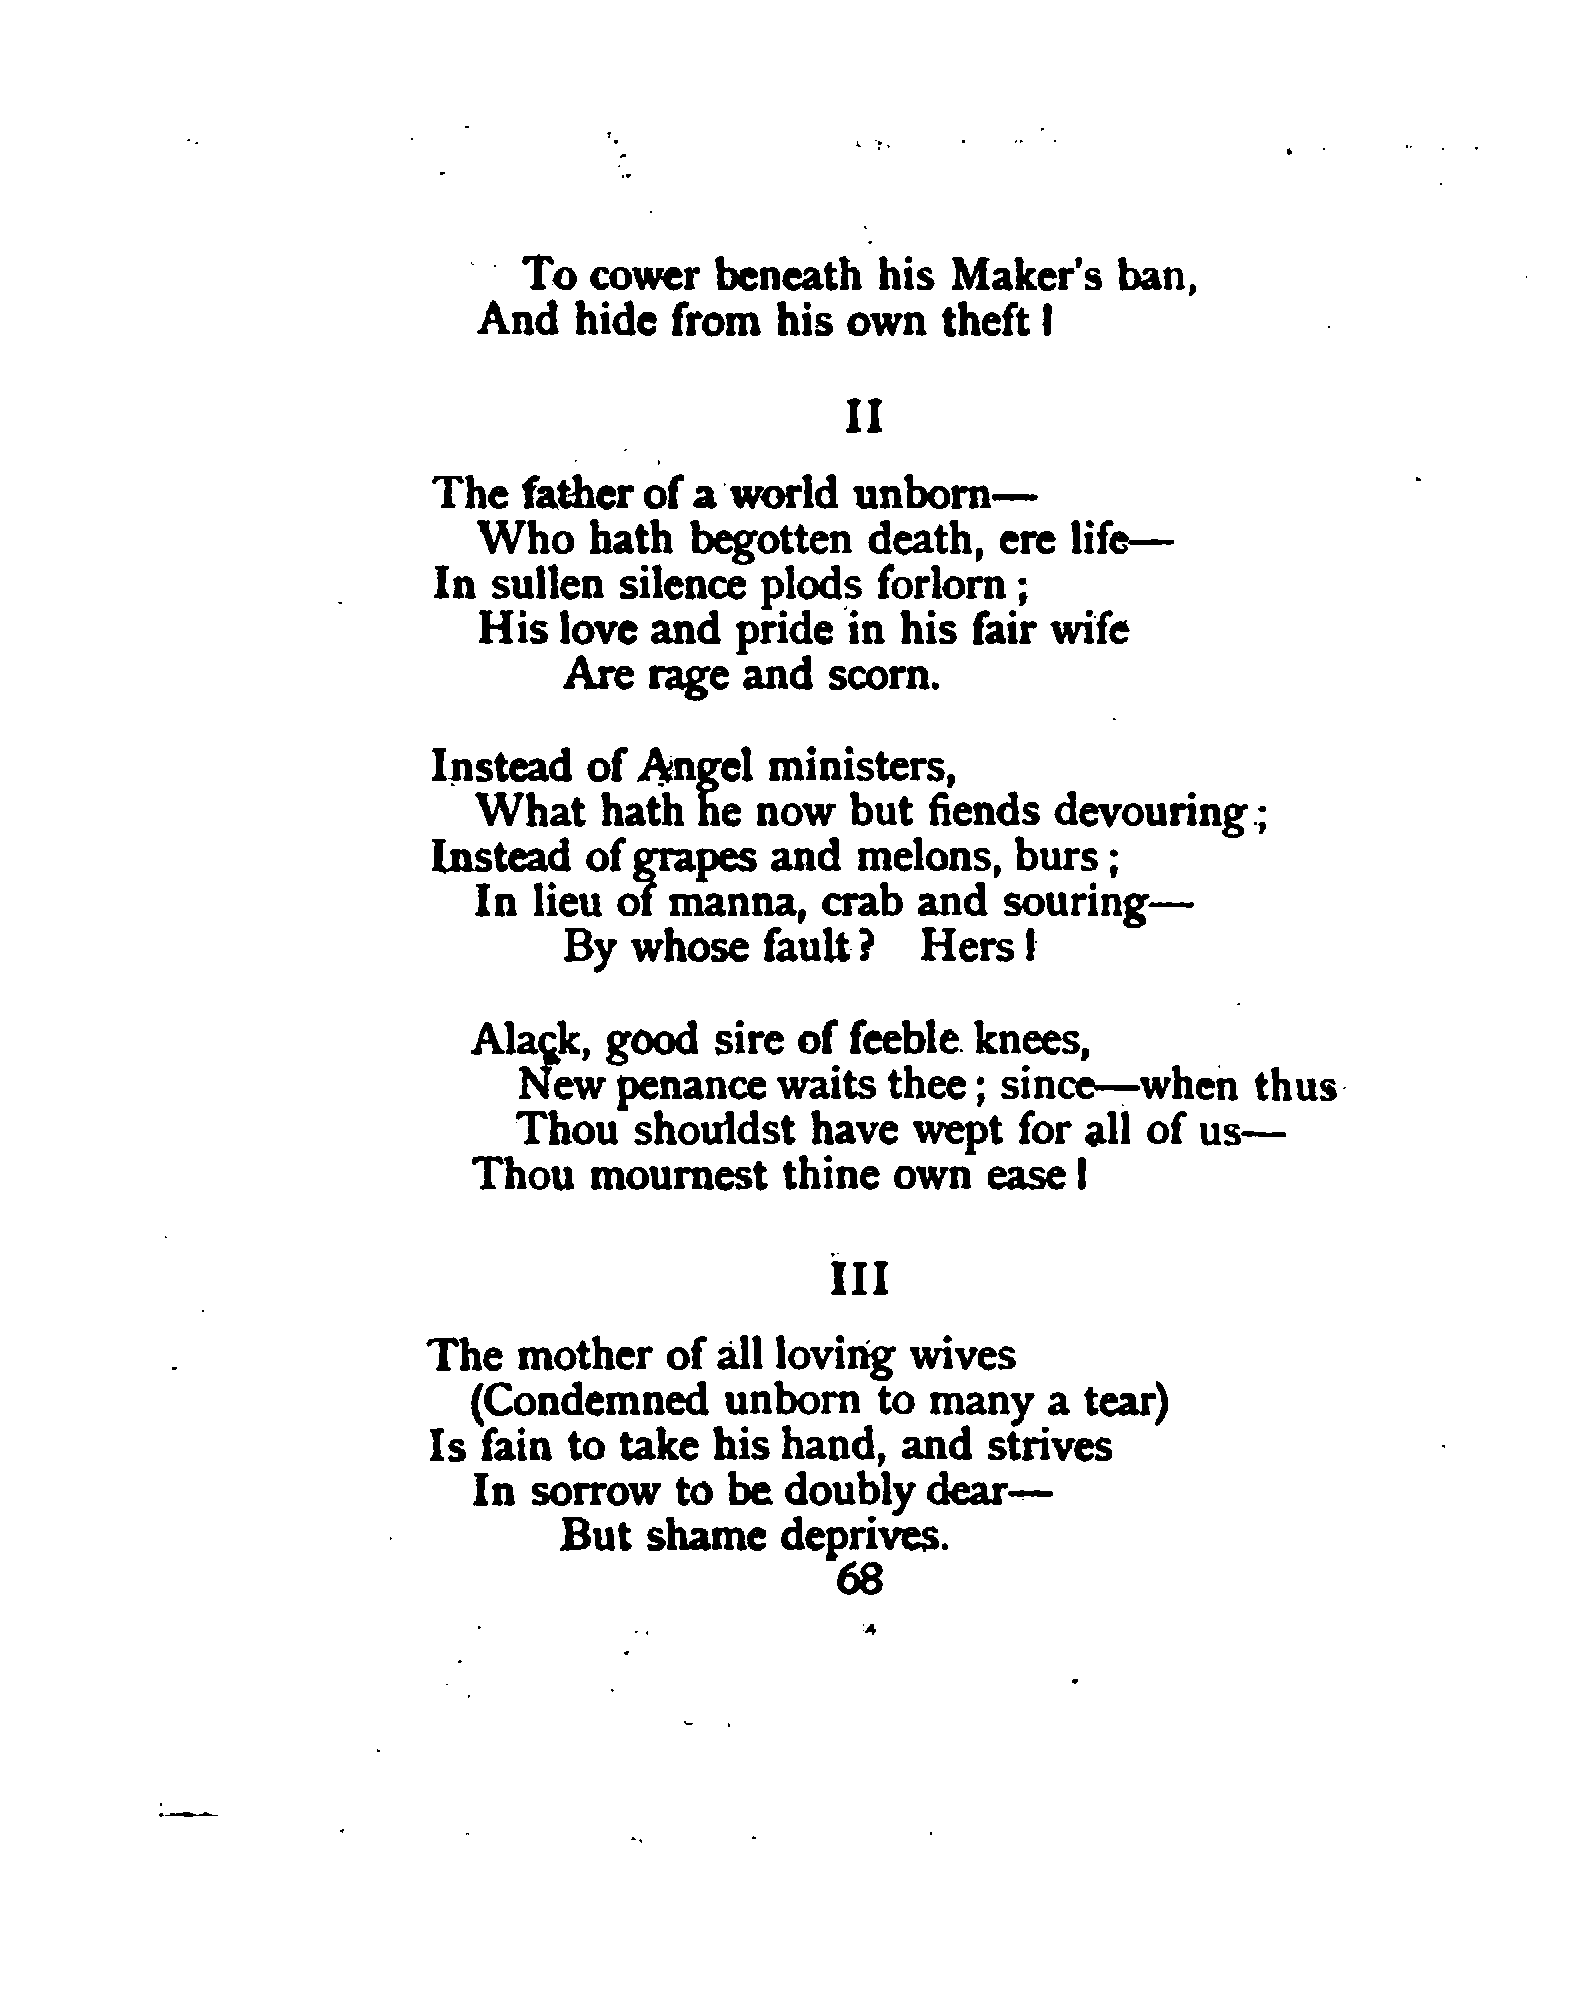 To cower beneath his Maker's ban,
And hide from his own theft!
II
The father of a world unborn—
Who hath begotten death, ere life—
In sullen silence plods forlorn;
His love and pride in his fair wife
Are rage and scorn.
Instead of Angel ministers,
What hath he now but fiends devouring;
Instead of grapes and melons, burs;
In lieu of manna, crab and souring—
By whose fault? Hers!
Alack, good sire of feeble knees,
New penance waits thee; since—when thus
Thou shouldst have wept for all of us—
Thou mournest thine own ease!
III
The mother of all loving wives
(Condemned unborn to many a tear)
Is fain to take his hand, and strives
In sorrow to be doubly dear—
But shame deprives.
68